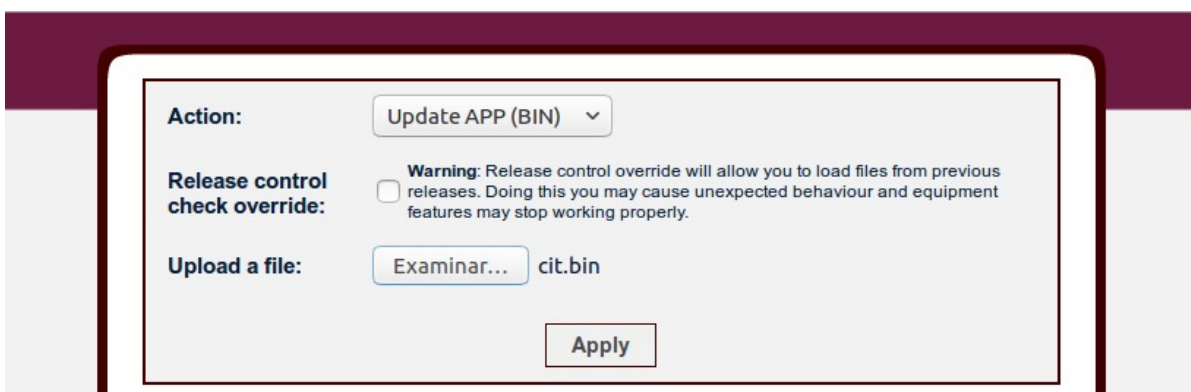 Action: Update APP (BIN)
Release control check override:
Warning: Release control override will allow you to load files from previous
releases. Doing this you may cause unexpected behaviour and equipment
features may stop working properly.
Upload a file: Examinar... cit.bin
Apply